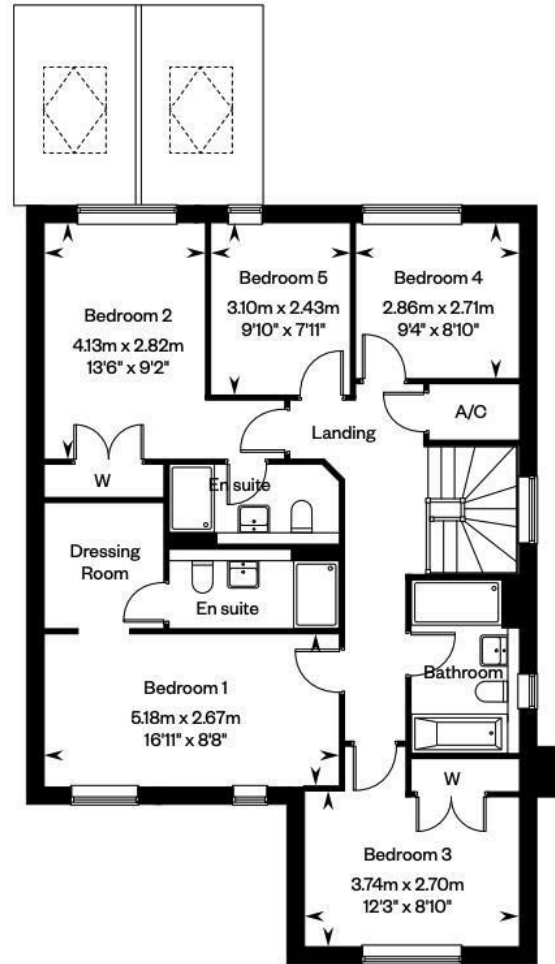 Bedroom 2
4.13m x 2.82m
13'6" x 9'2"
Bedroom 5
3.10m x 2.43m
9'10" x 7'11"
Bedroom 4
2.86m x 2.71m
9'4" x 8'10"
A/C
Landing
W
En suite
Dressing
Room
En suite
Bedroom 1
5.18m x 2.67m
16'11" x 8'8"
Bathroom
W
Bedroom 3
3.74m x 2.70m
12'3" x 8'10"